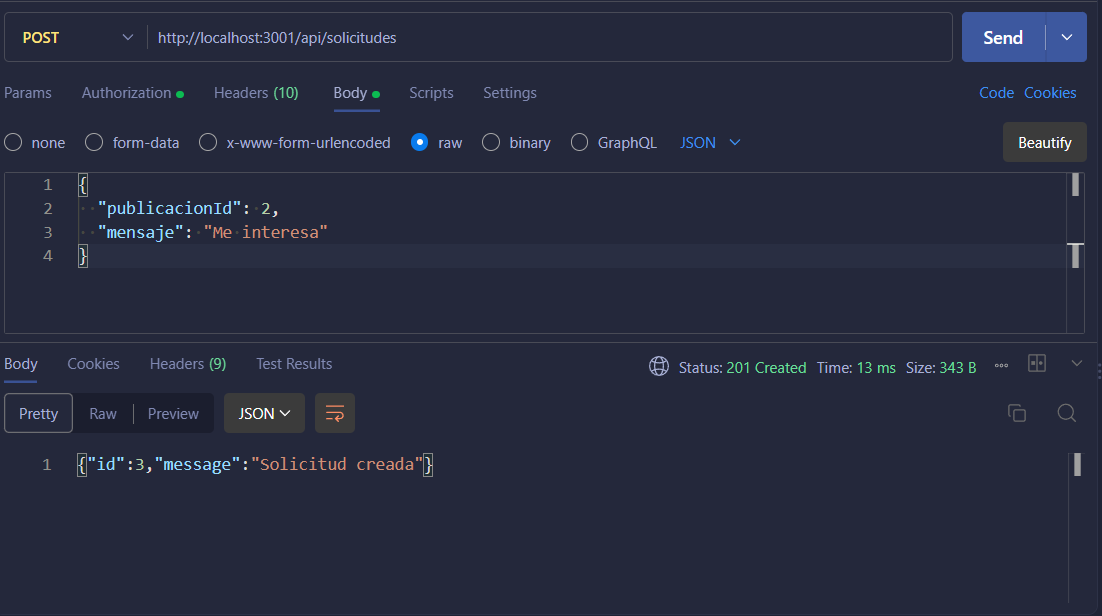 POST http://localhost:3001/api/solicitudes Send
Params Authorization Headers (10) Body Scripts Settings Code Cookies
none form-data x-www-form-urlencoded raw binary GraphQL JSON Beautify
1 {
2 "publicacionId": 2,
3 "mensaje": "Me interesa"
4 }
Body Cookies Headers (9) Test Results Status: 201 Created Time: 13 ms Size: 343 B
Pretty Raw Preview JSON
1 {"id":3,"message":"Solicitud creada"}